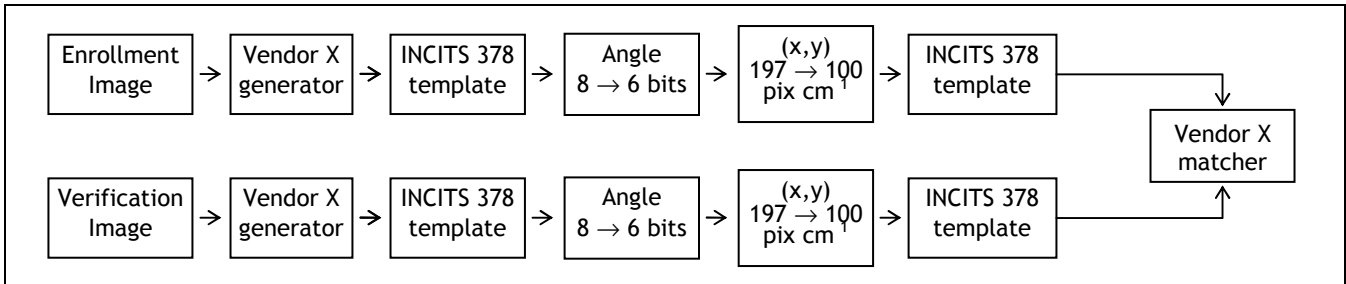 Enrollment
Image
Vendor X
generator
INCITS 378
template
Angle
8 → 6 bits
(x,y)
197 → 100
pix cm⁻¹
INCITS 378
template
Vendor X
matcher
Verification
Image
Vendor X
generator
INCITS 378
template
Angle
8 → 6 bits
(x,y)
197 → 100
pix cm⁻¹
INCITS 378
template